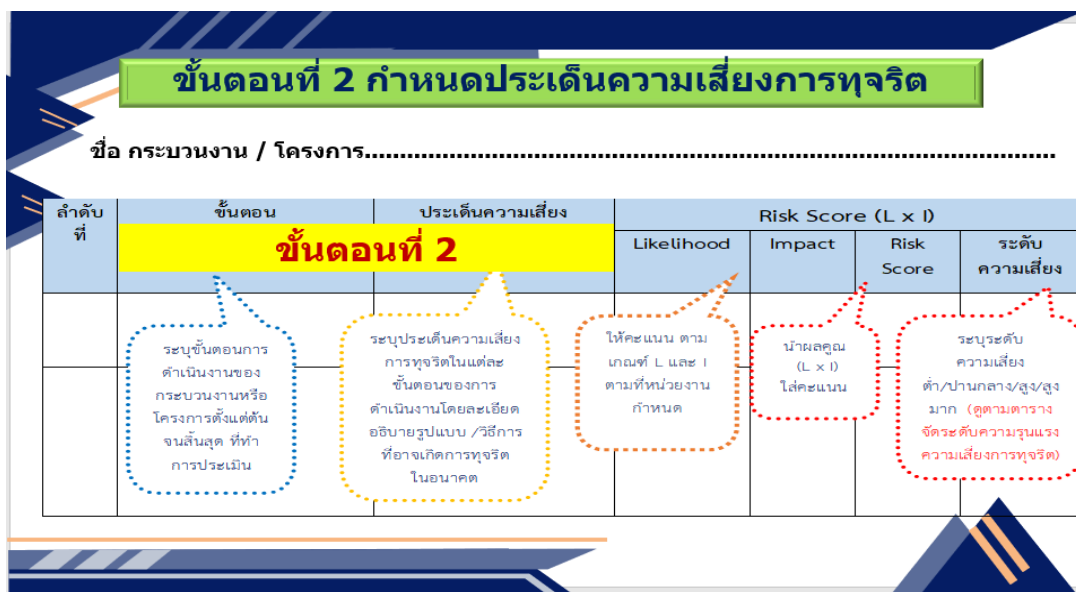 ขั้นตอนที่ 2 กำหนดประเด็นความเสี่ยงการทุจริต
ชื่อ กระบวนงาน / โครงการ....................................................................................................
ลำดับ
ที่
ขั้นตอน
ประเด็นความเสี่ยง
ขั้นตอนที่ 2
Risk Score (L x I)
Likelihood
Impact
Risk
Score
ระดับ
ความเสี่ยง
ระบุขั้นตอนการ
ดำเนินงานของ
กระบวนงานหรือ
โครงการตั้งแต่ต้น
จนสิ้นสุด ที่ทำ
การประเมิน
ระบุประเด็นความเสี่ยง
การทุจริตในแต่ละ
ขั้นตอนของการ
ดำเนินงานโดยละเอียด
อธิบายรูปแบบ /วิธีการ
ที่อาจเกิดการทุจริต
ในอนาคต
ให้คะแนน ตาม
เกณฑ์ L และ I
ตามที่หน่วยงาน
กำหนด
นำผลคูณ
(L x I)
ใส่คะแนน
ระบุระดับ
ความเสี่ยง
ต่ำ/ปานกลาง/สูง/สูง
มาก (ดูตามตาราง
จัดระดับความรุนแรง
ความเสี่ยงการทุจริต)